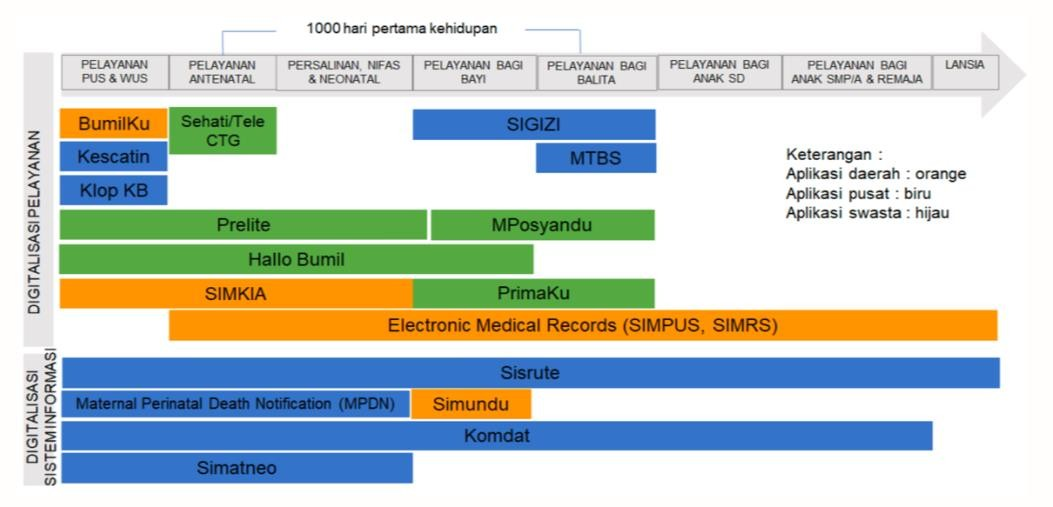 1000 hari pertama kehidupan
PELAYANAN
PUS & WUS
PELAYANAN
ANTENATAL
PERSALINAN, NIFAS
& NEONATAL
PELAYANAN BAGI
BAYI
PELAYANAN BAGI
BALITA
PELAYANAN BAGI
ANAK SD
PELAYANAN BAGI
ANAK SMP/A & REMAJA
LANSIA
DIGITALISASI PELAYANAN
BumilKu
Sehati/Tele
CTG
SIGIZI
Kescatin
MTBS
Klop KB
Keterangan :
Aplikasi daerah : orange
Aplikasi pusat : biru
Aplikasi swasta : hijau
Prelite
MPosyandu
Hallo Bumil
SIMKIA
PrimaKu
Electronic Medical Records (SIMPUS, SIMRS)
DIGITALISASI
SISTEM INFORMASI
Sisrute
Maternal Perinatal Death Notification (MPDN)
Simundu
Komdat
Simatneo